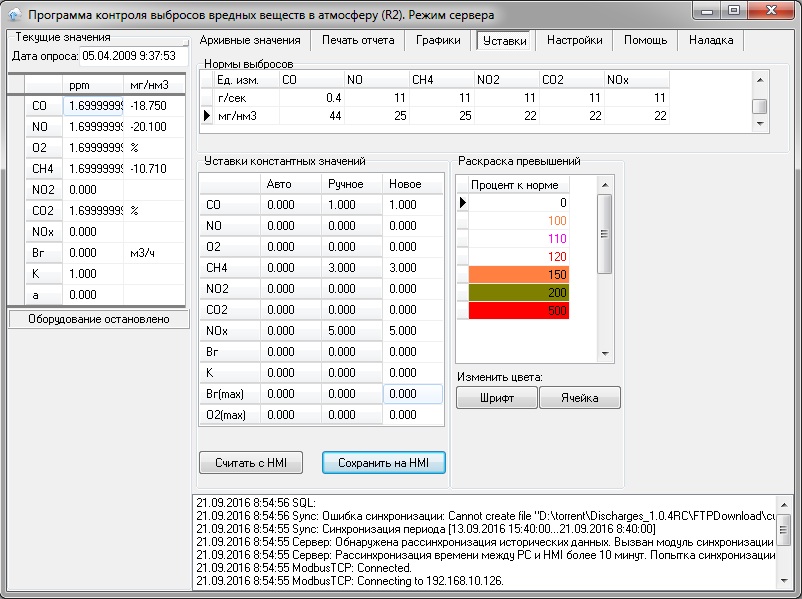 Программа контроля выбросов вредных веществ в атмосферу (R2). Режим сервера
Текущие значения
Дата опроса: 05.04.2009 9:37:53
ppm мг/нм3
CO 1.69999999 -18.750
NO 1.69999999 -20.100
O2 1.69999999 %
CH4 1.69999999 -10.710
NO2 0.000
CO2 1.69999999 %
NOx 0.000
Вг 0.000 м3/ч
K 1.000
a 0.000
Оборудование остановлено
Архивные значения Печать отчета Графики Уставки Настройки Помощь Наладка
Нормы выбросов
Ед. изм. CO NO CH4 NO2 CO2 NOx
г/сек 0.4 11 11 11 11 11
мг/нм3 44 25 25 22 22 22
Уставки константных значений
Авто Ручное Новое
CO 0.000 1.000 1.000
NO 0.000 0.000 0.000
O2 0.000 0.000 0.000
CH4 0.000 3.000 3.000
NO2 0.000 0.000 0.000
CO2 0.000 0.000 0.000
NOx 0.000 5.000 5.000
Вг 0.000 0.000 0.000
K 0.000 0.000 0.000
Вг(max) 0.000 0.000 0.000
O2(max) 0.000 0.000 0.000
Считать с HMI Сохранить на HMI
Раскраска превышений
Процент к норме
0
100
110
120
150
200
500
Изменить цвета:
Шрифт Ячейка
21.09.2016 8:54:56 SQL:
21.09.2016 8:54:56 Sync: Ошибка синхронизации: Cannot create file "D:\torrent\Discharges_1.0.4RC\FTPDownload\cu
21.09.2016 8:54:55 Sync: Синхронизация периода [13.09.2016 15:40:00...21.09.2016 8:40:00]
21.09.2016 8:54:55 Сервер: Обнаружена рассинхронизация исторических данных. Вызван модуль синхронизации
21.09.2016 8:54:55 Сервер: Рассинхронизация времени между PC и HMI более 10 минут. Попытка синхронизации
21.09.2016 8:54:55 ModbusTCP: Connected.
21.09.2016 8:54:55 ModbusTCP: Connecting to 192.168.10.126.